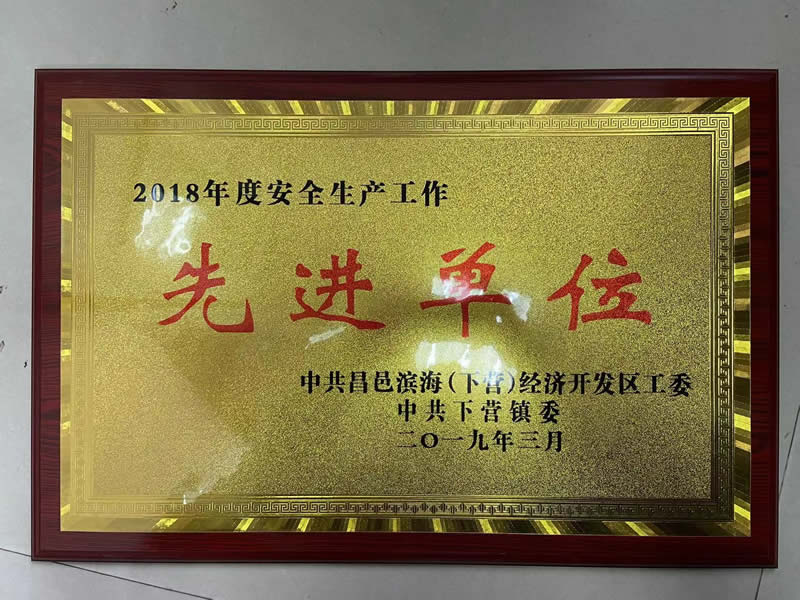 2018年度安全生产工作
先进单位
中共昌邑滨海(下营)经济开发区工委
中共下营镇委
二〇一九年三月